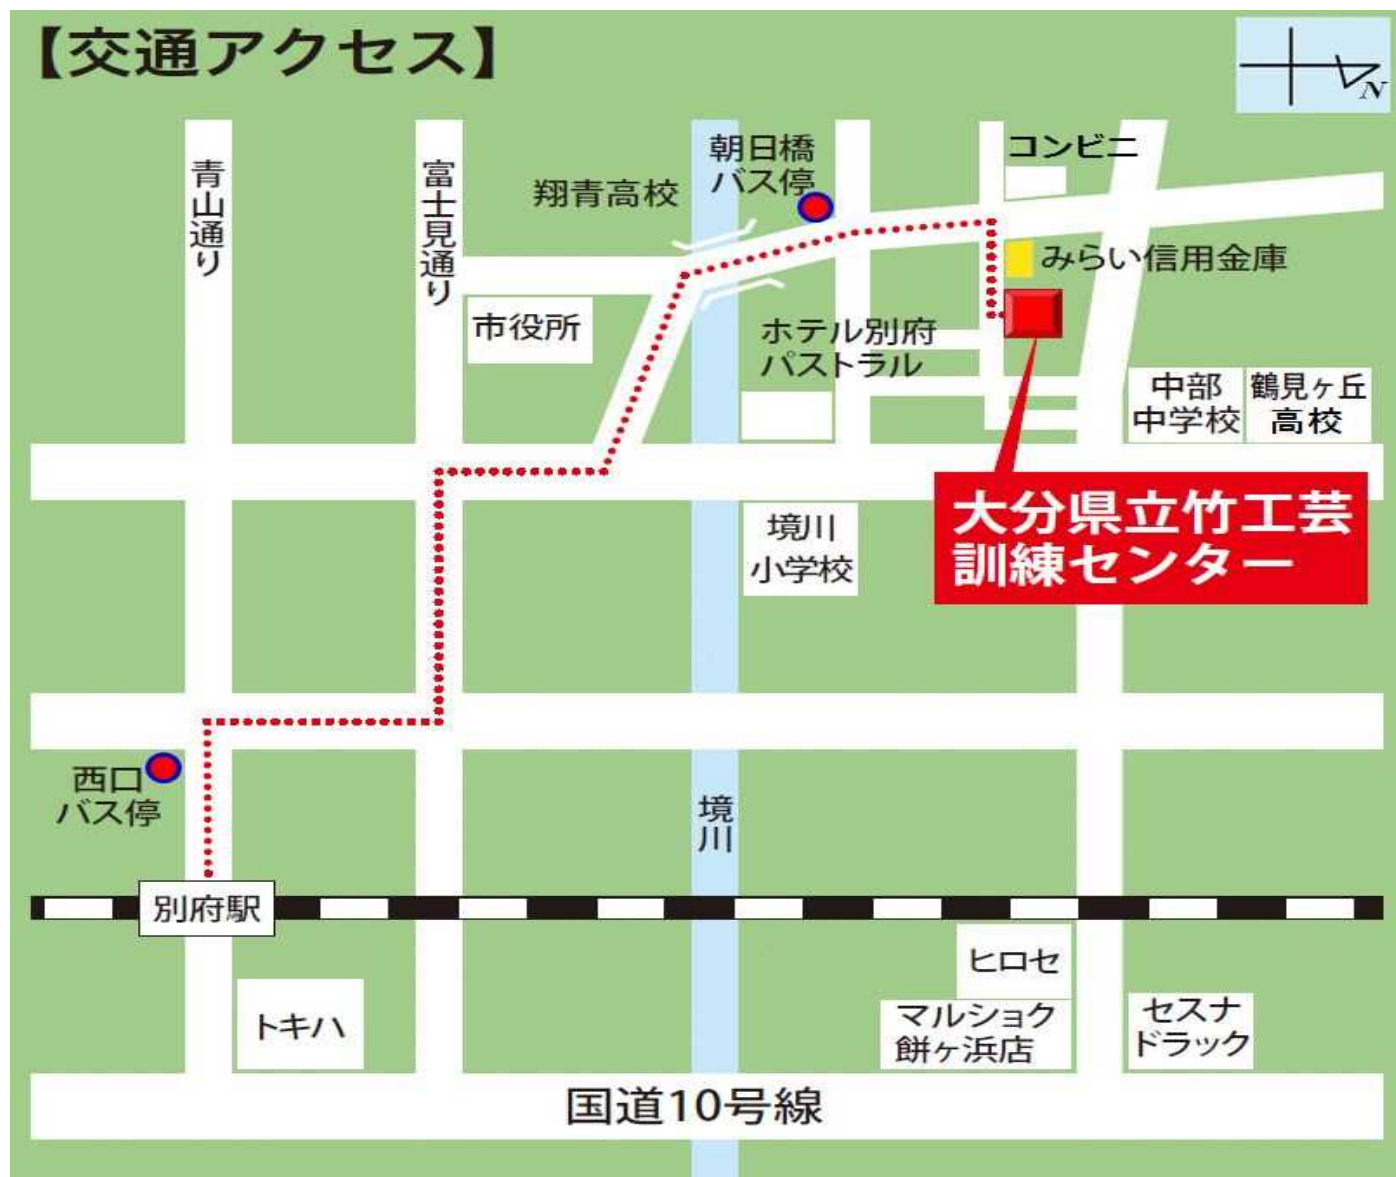 【交通アクセス】
N
青山通り
富士見通り
翔青高校
朝日橋
バス停
コンビニ
みらい信用金庫
市役所
ホテル別府
パストラル
中部
中学校
鶴見ヶ丘
高校
大分県立竹工芸
訓練センター
境川
小学校
西口
バス停
境川
別府駅
トキハ
ヒロセ
マルショク
餅ヶ浜店
セスナ
ドラック
国道10号線